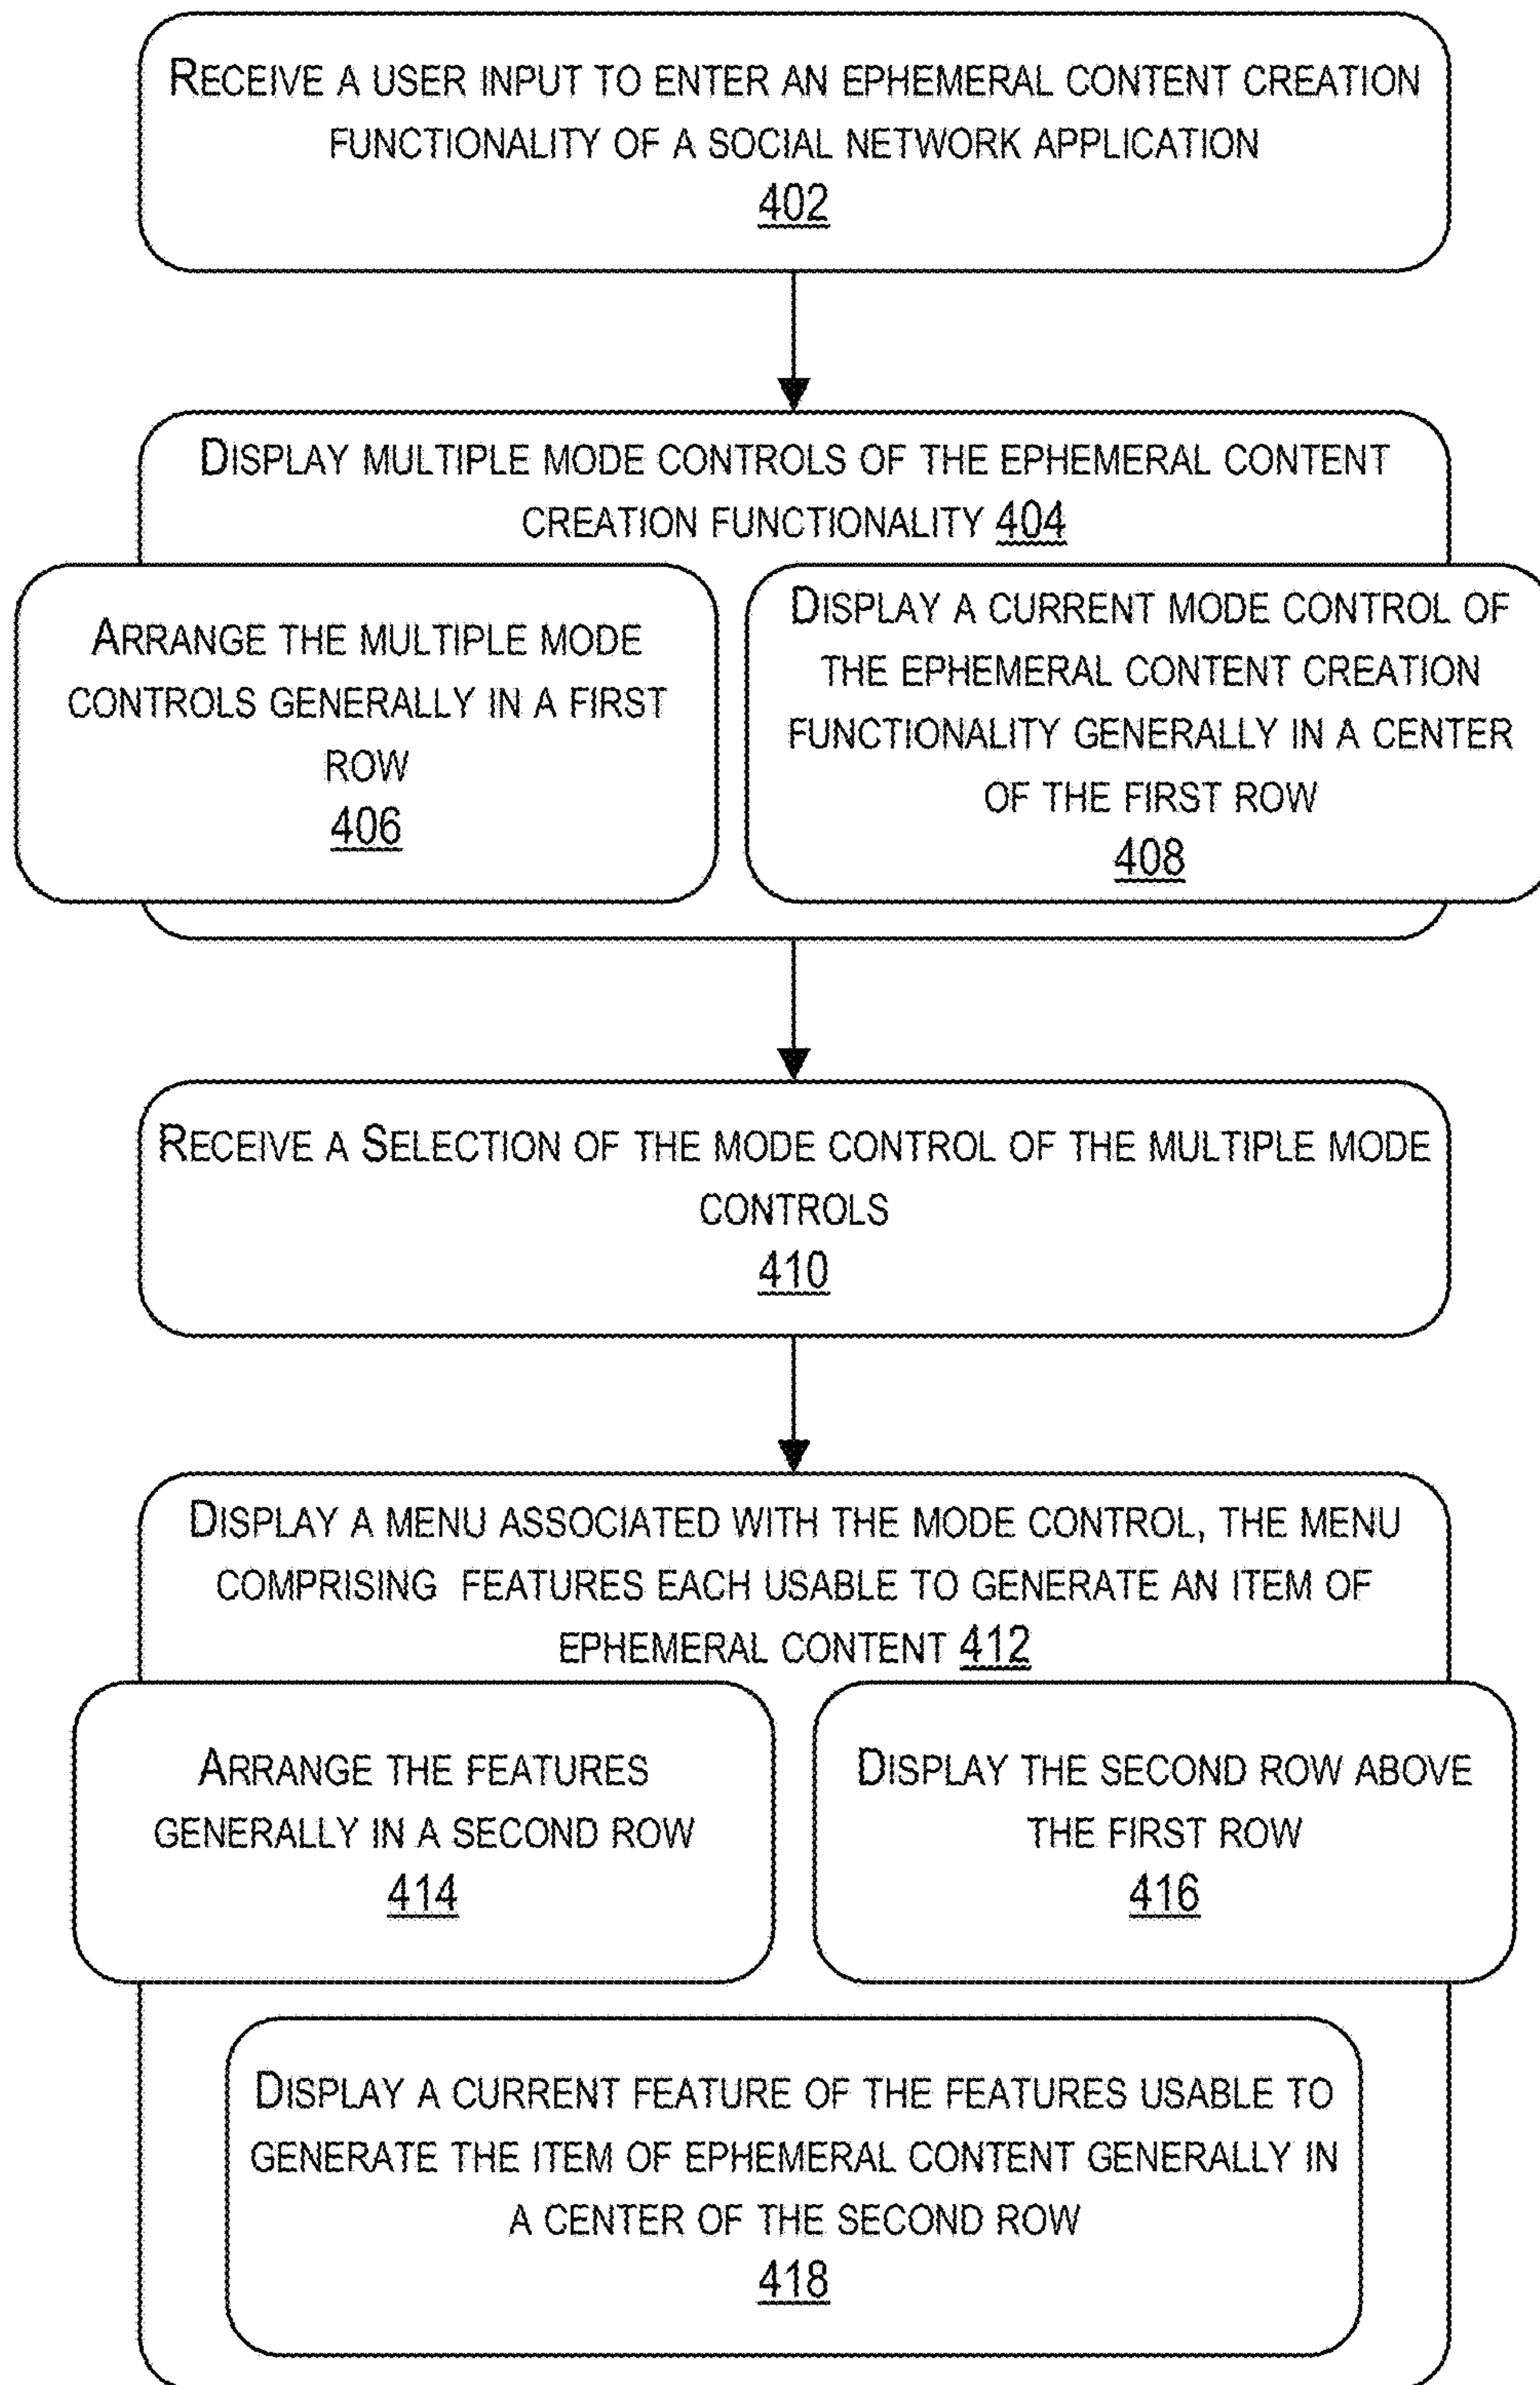 RECEIVE A USER INPUT TO ENTER AN EPHEMERAL CONTENT CREATION
FUNCTIONALITY OF A SOCIAL NETWORK APPLICATION
402
DISPLAY MULTIPLE MODE CONTROLS OF THE EPHEMERAL CONTENT
CREATION FUNCTIONALITY 404
ARRANGE THE MULTIPLE MODE
CONTROLS GENERALLY IN A FIRST
ROW
406
DISPLAY A CURRENT MODE CONTROL OF
THE EPHEMERAL CONTENT CREATION
FUNCTIONALITY GENERALLY IN A CENTER
OF THE FIRST ROW
408
RECEIVE A SELECTION OF THE MODE CONTROL OF THE MULTIPLE MODE
CONTROLS
410
DISPLAY A MENU ASSOCIATED WITH THE MODE CONTROL, THE MENU
COMPRISING FEATURES EACH USABLE TO GENERATE AN ITEM OF
EPHEMERAL CONTENT 412
ARRANGE THE FEATURES
GENERALLY IN A SECOND ROW
414
DISPLAY THE SECOND ROW ABOVE
THE FIRST ROW
416
DISPLAY A CURRENT FEATURE OF THE FEATURES USABLE TO
GENERATE THE ITEM OF EPHEMERAL CONTENT GENERALLY IN
A CENTER OF THE SECOND ROW
418